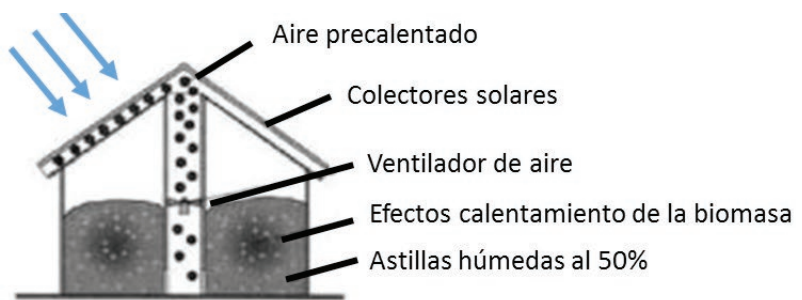 Aire precalentado
Colectores solares
Ventilador de aire
Efectos calentamiento de la biomasa
Astillas húmedas al 50%